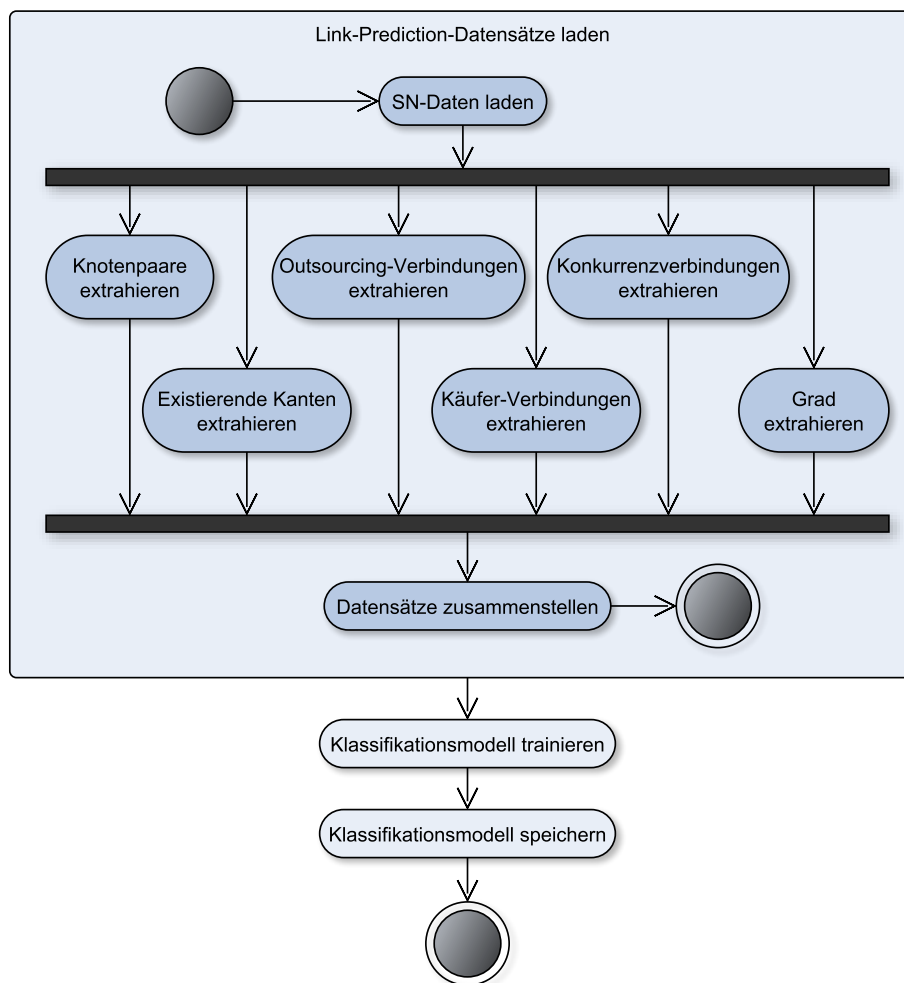 Link-Prediction-Datensätze laden
SN-Daten laden
Knotenpaare
extrahieren
Outsourcing-Verbindungen
extrahieren
Konkurrenzverbindungen
extrahieren
Existierende Kanten
extrahieren
Käufer-Verbindungen
extrahieren
Grad
extrahieren
Datensätze zusammenstellen
Klassifikationsmodell trainieren
Klassifikationsmodell speichern